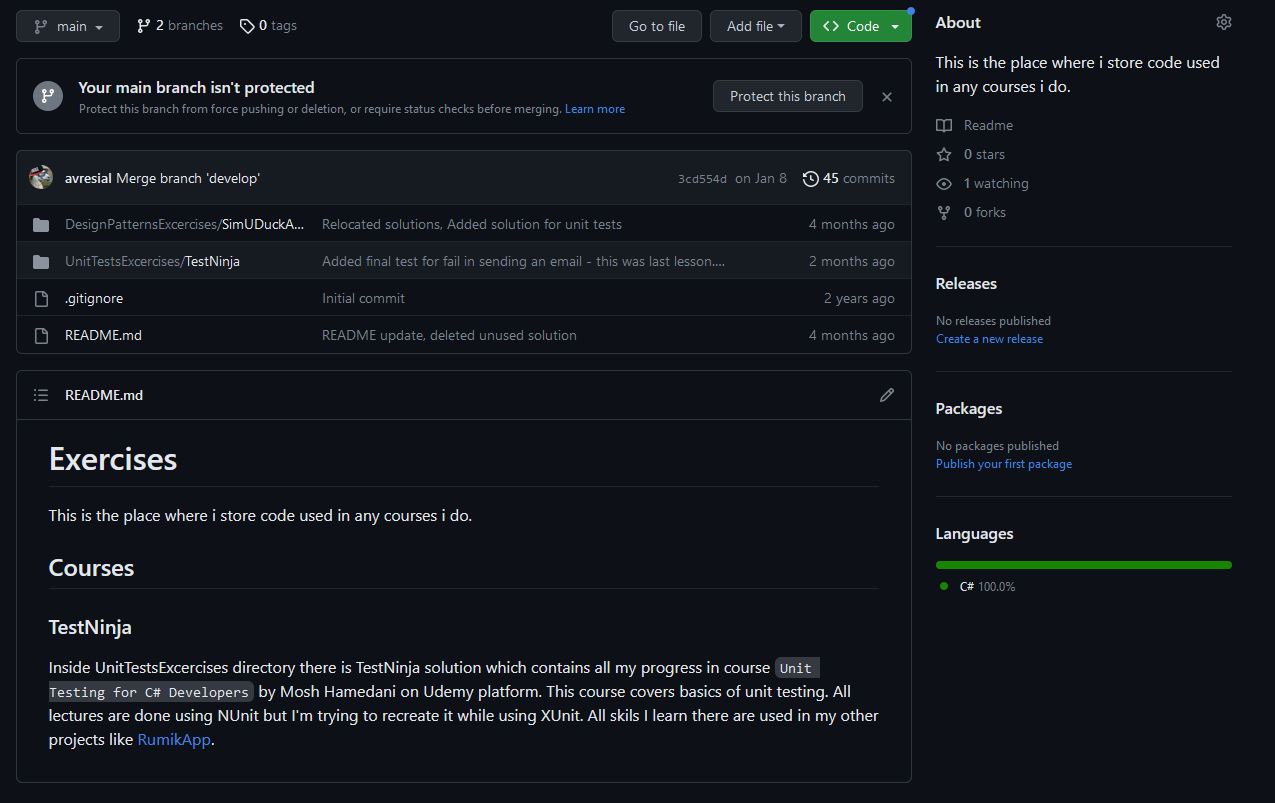 main
2 branches
0 tags
Go to file
Add file
Code
Your main branch isn't protected
Protect this branch from force pushing or deletion, or require status checks before merging. Learn more
Protect this branch
avresial Merge branch 'develop'
3cd554d on Jan 8
45 commits
DesignPatternsExcercises/SimUDuckA...
Relocated solutions, Added solution for unit tests
4 months ago
UnitTestsExcercises/TestNinja
Added final test for fail in sending an email - this was last lesson....
2 months ago
.gitignore
Initial commit
2 years ago
README.md
README update, deleted unused solution
4 months ago
README.md
Exercises
This is the place where i store code used in any courses i do.
Courses
TestNinja
Inside UnitTestsExcercises directory there is TestNinja solution which contains all my progress in course Unit
Testing for C# Developers by Mosh Hamedani on Udemy platform. This course covers basics of unit testing. All
lectures are done using NUnit but I'm trying to recreate it while using XUnit. All skils I learn there are used in my other
projects like RumikApp.
About
This is the place where i store code used
in any courses i do.
Readme
0 stars
1 watching
0 forks
Releases
No releases published
Create a new release
Packages
No packages published
Publish your first package
Languages
C# 100.0%